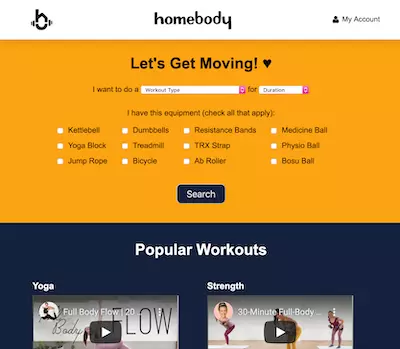 homebody
My Account
Let's Get Moving! ♥
I want to do a Workout Type for Duration
I have this equipment (check all that apply):
Kettlebell Dumbbells Resistance Bands Medicine Ball
Yoga Block Treadmill TRX Strap Physio Ball
Jump Rope Bicycle Ab Roller Bosu Ball
Search
Popular Workouts
Yoga Strength
Full Body Flow | 20 ... 30-Minute Full-Body ...
Body FLOW